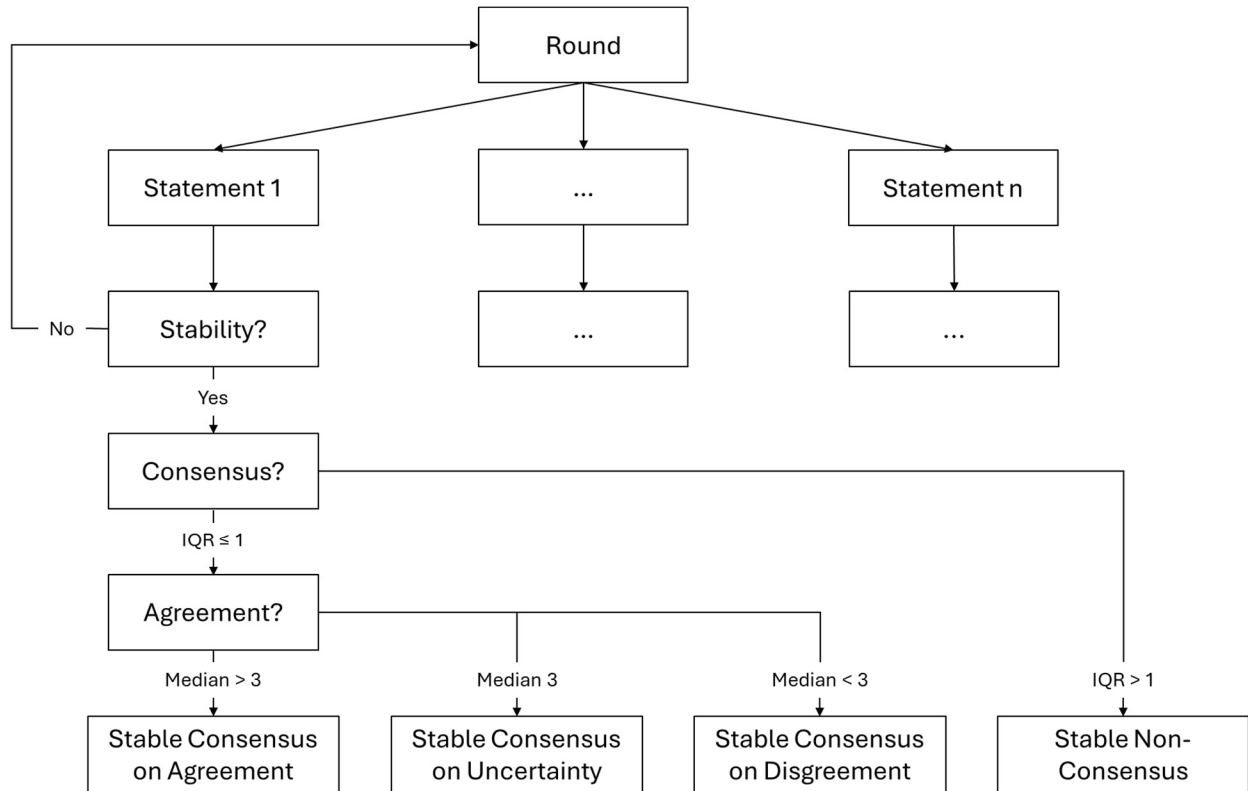 Round
Statement 1
...
Statement n
No
Stability?
...
...
Yes
Consensus?
IQR ≤ 1
Agreement?
Median > 3
Median 3
Median < 3
IQR > 1
Stable Consensus
on Agreement
Stable Consensus
on Uncertainty
Stable Consensus
on Disgreement
Stable Non-
Consensus